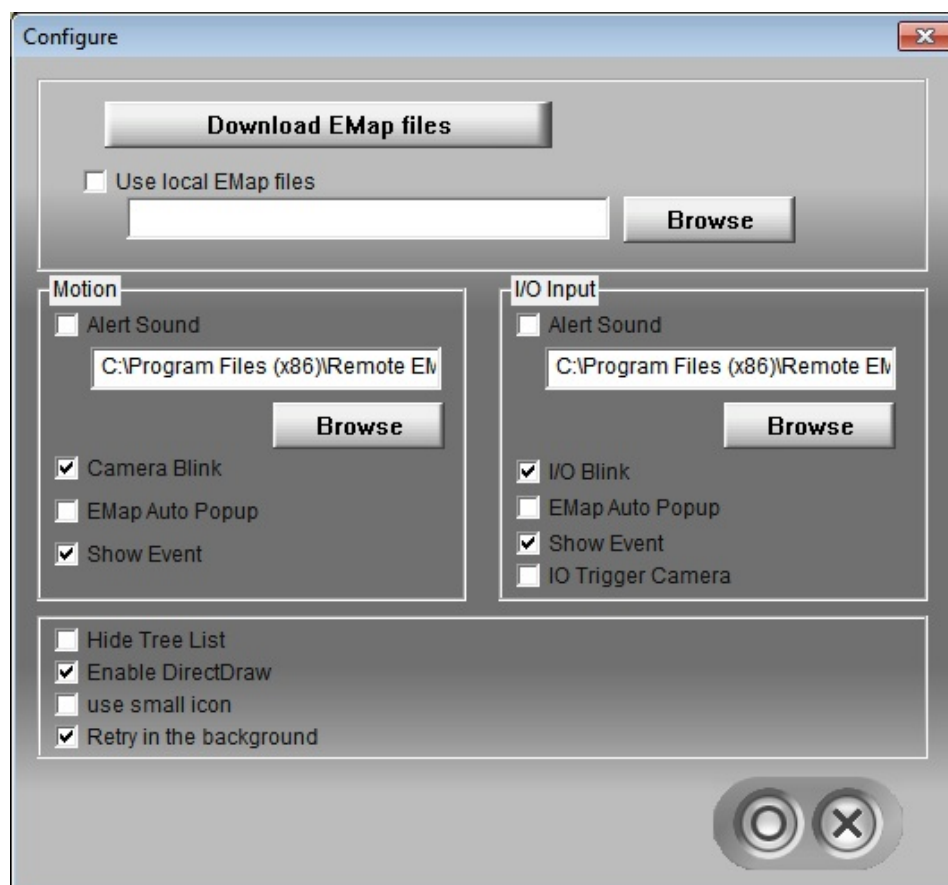 Configure
Download EMap files
Use local EMap files
Browse
Motion
Alert Sound
C:\Program Files (x86)\Remote EM
Browse
Camera Blink
EMap Auto Popup
Show Event
I/O Input
Alert Sound
C:\Program Files (x86)\Remote EM
Browse
I/O Blink
EMap Auto Popup
Show Event
IO Trigger Camera
Hide Tree List
Enable DirectDraw
use small icon
Retry in the background